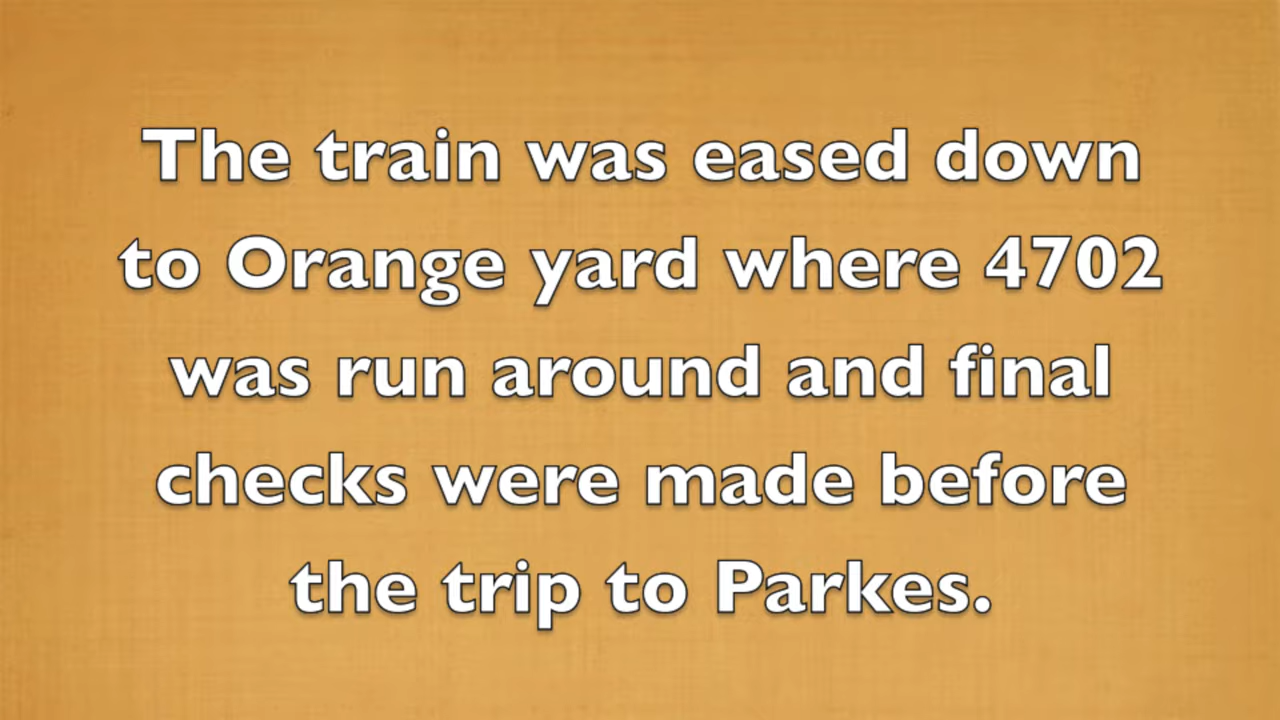 The train was eased down
to Orange yard where 4702
was run around and final
checks were made before
the trip to Parkes.